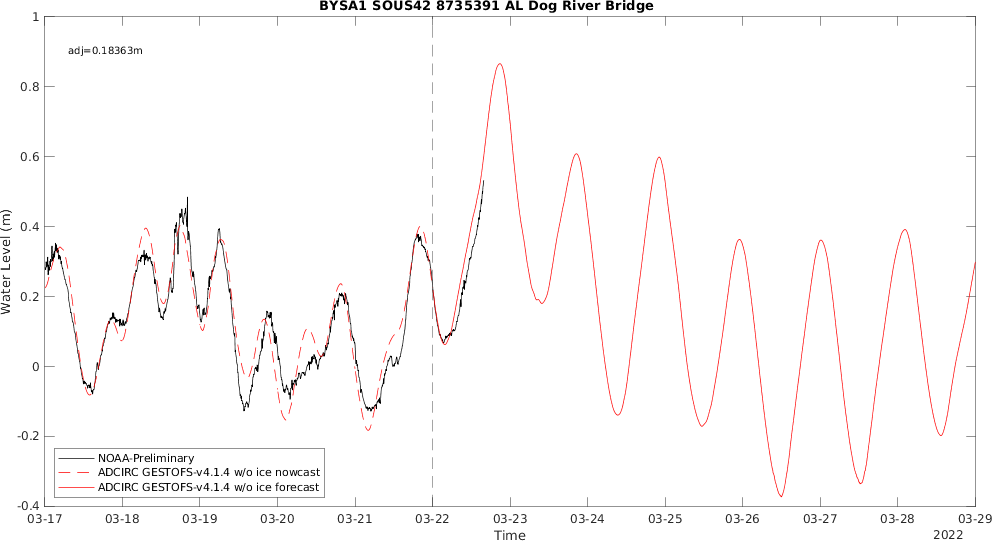 BYSA1 SOUS42 8735391 AL Dog River Bridge
adj=0.18363m
1
0.8
0.6
0.4
0.2
0
-0.2
-0.4
Water Level (m)
NOAA-Preliminary
ADCIRC GESTOFS-v4.1.4 w/o ice nowcast
ADCIRC GESTOFS-v4.1.4 w/o ice forecast
03-17 03-18 03-19 03-20 03-21 03-22 03-23 03-24 03-25 03-26 03-27 03-28 03-29
Time
2022